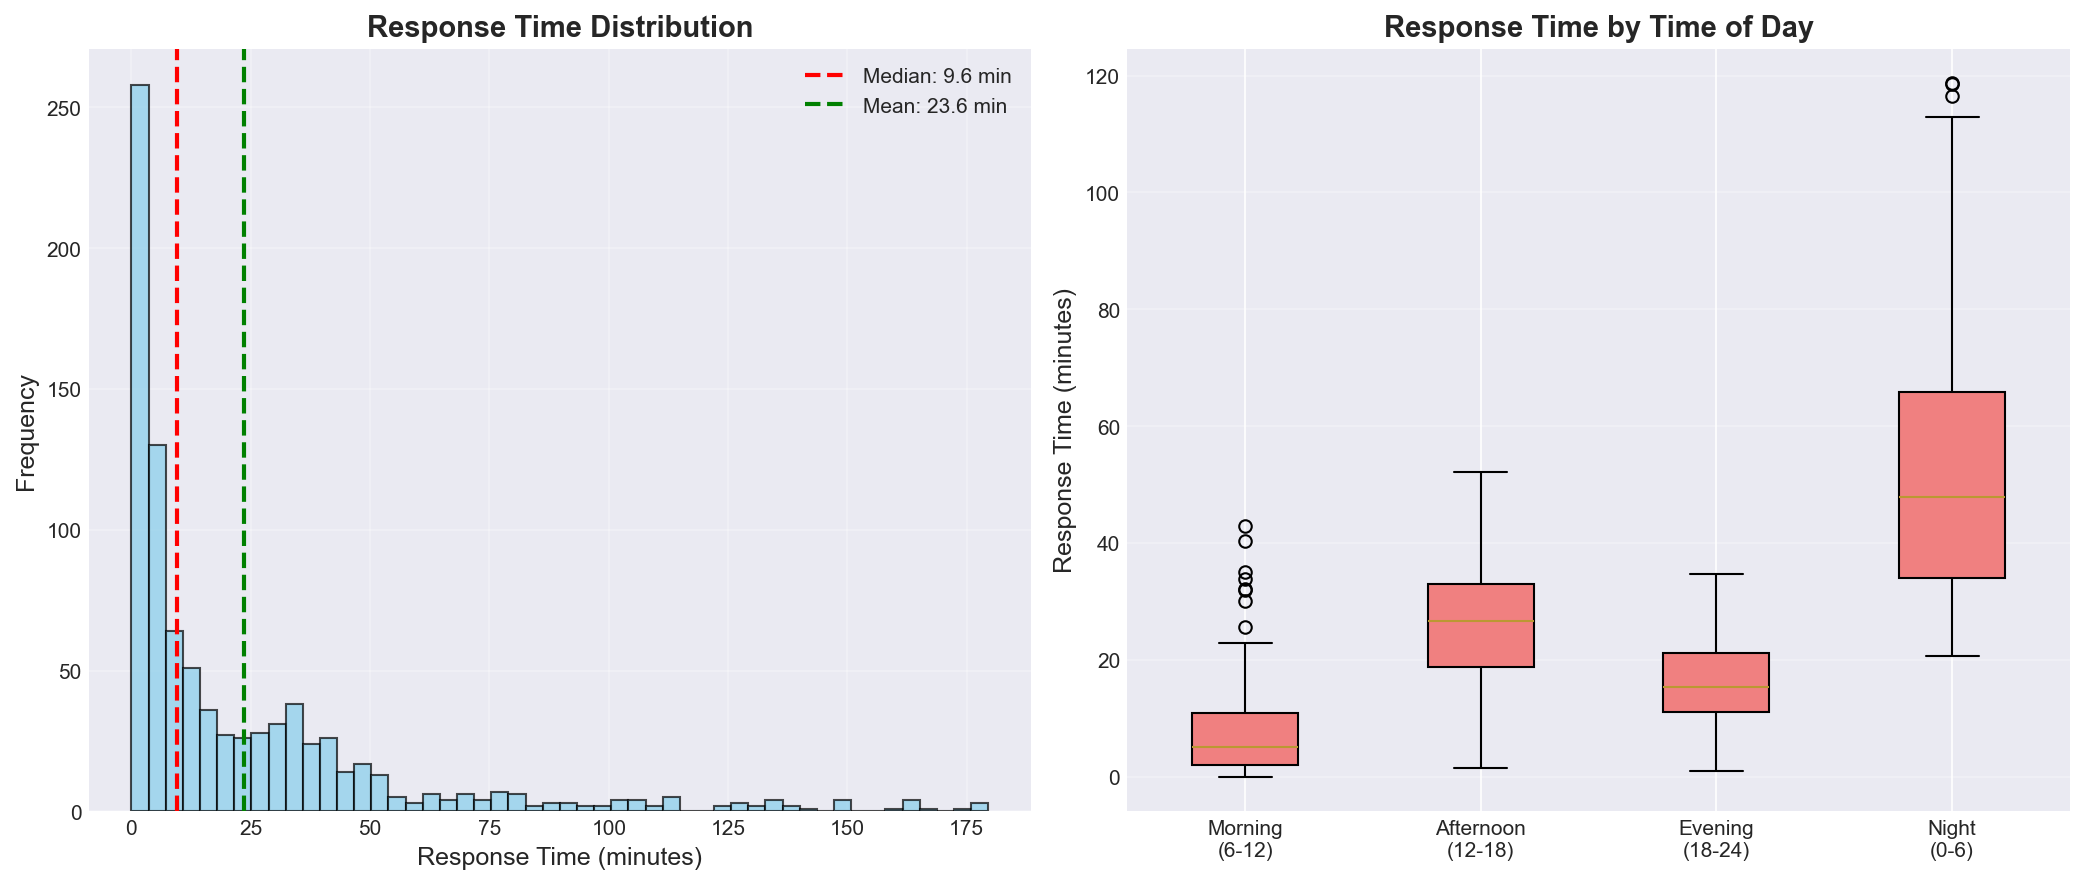 Response Time Distribution
Median: 9.6 min
Mean: 23.6 min
Frequency
250
200
150
100
50
0
0 25 50 75 100 125 150 175
Response Time (minutes)
Response Time by Time of Day
Response Time (minutes)
120
100
80
60
40
20
0
Morning Afternoon Evening Night
(6-12) (12-18) (18-24) (0-6)